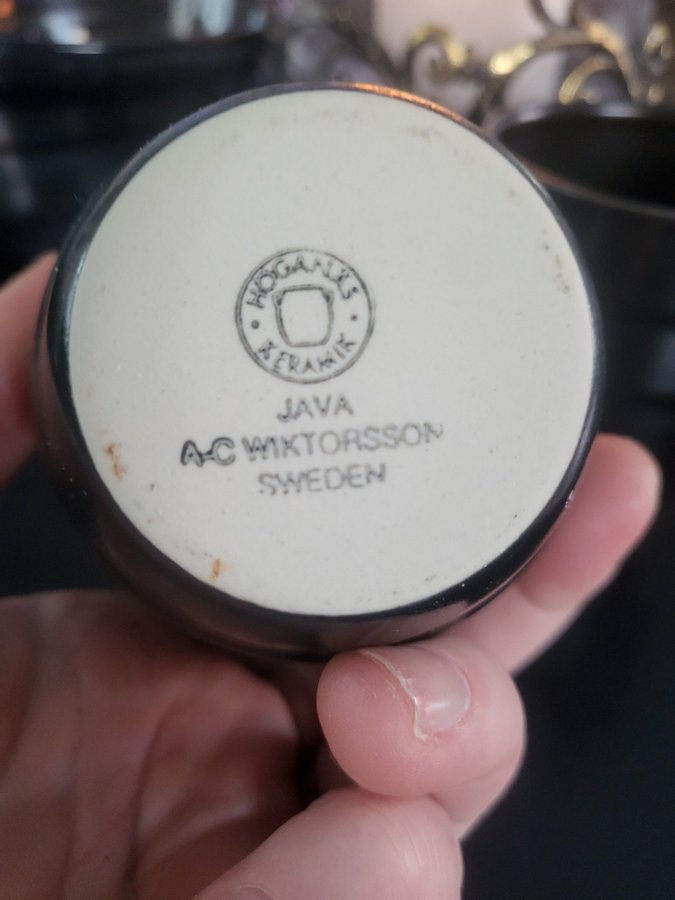 HÖGANÄS
KERAMIK
JAVA
A-C WIKTORSSON
SWEDEN